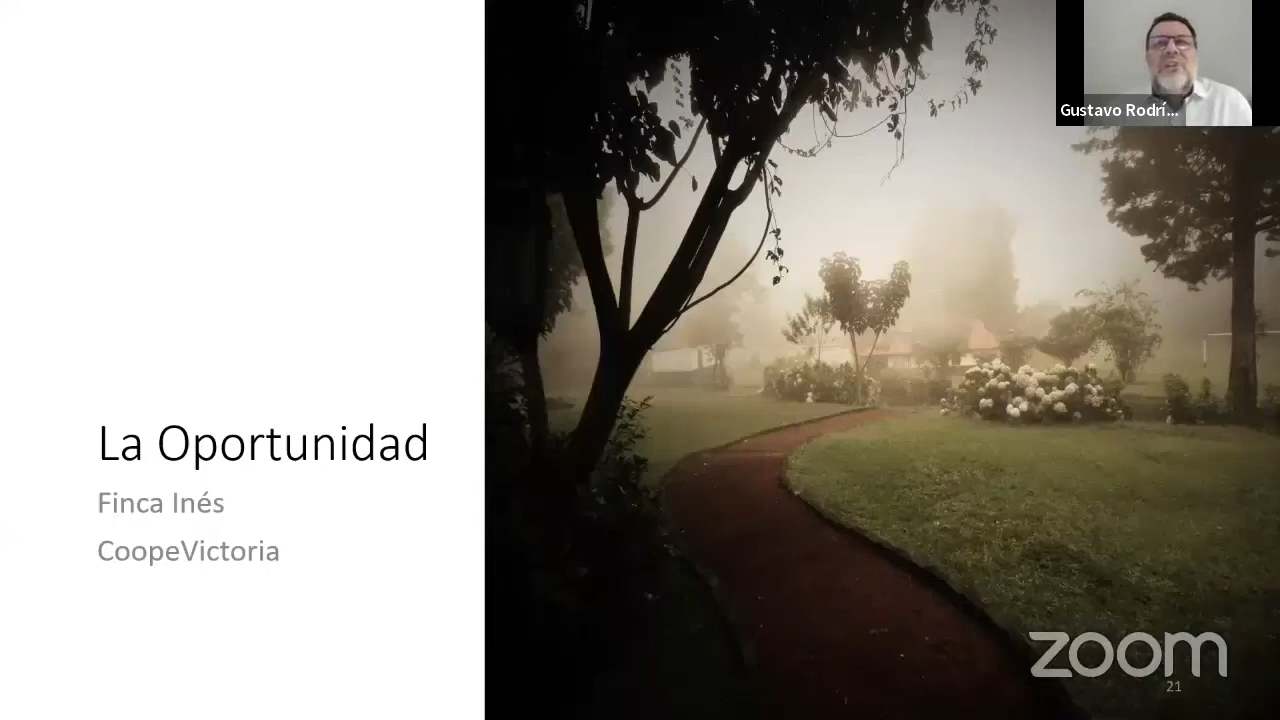 Gustavo Rodrí...
La Oportunidad
Finca Inés
CoopeVictoria
zoom
21